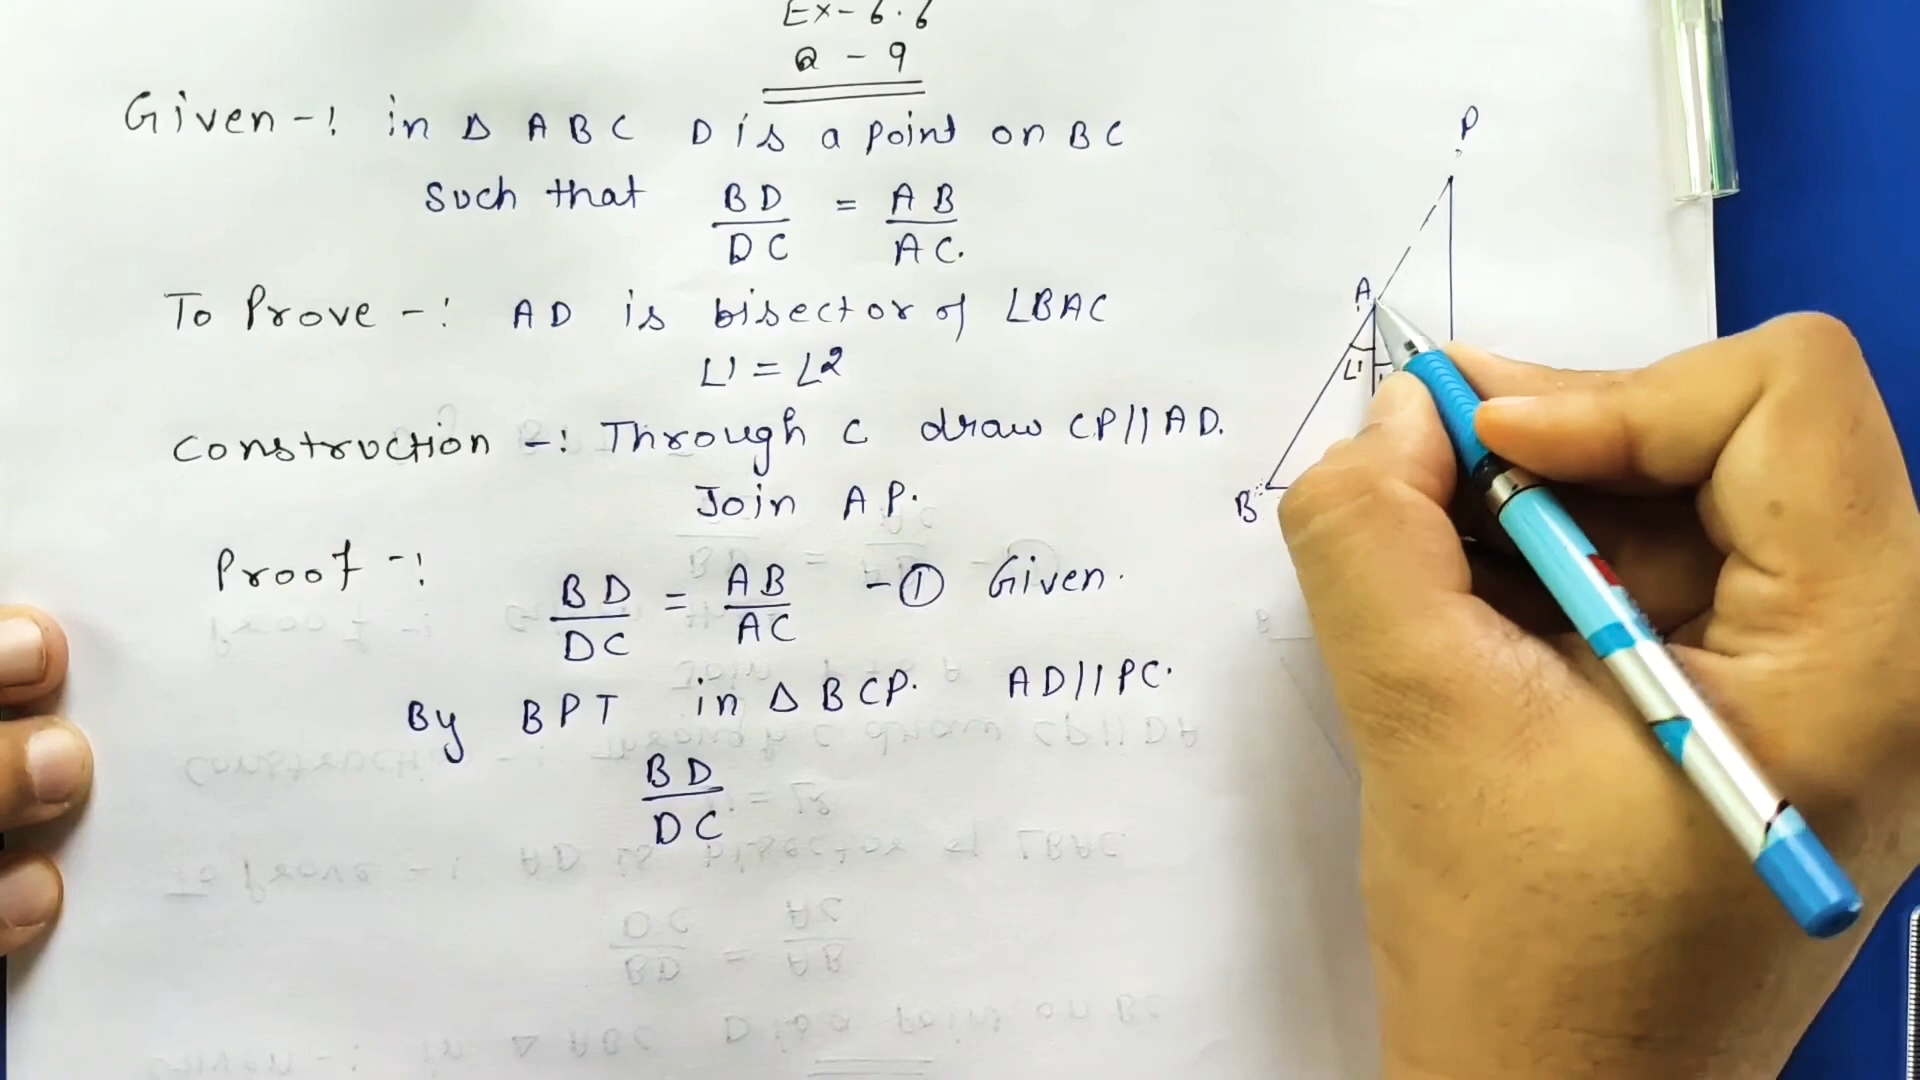 Ex-6.6
Q - 9
Given -! in Δ ABC D is a point on BC
Such that BD/DC = AB/AC.
To Prove -! AD is bisector of ∠BAC
∠1 = ∠2
Construction -! Through C draw CP||AD.
Join AP.
Proof -! BD/DC = AB/AC -① Given.
By BPT in Δ BCP. AD||PC.
BD/DC
P
A
∠1
B